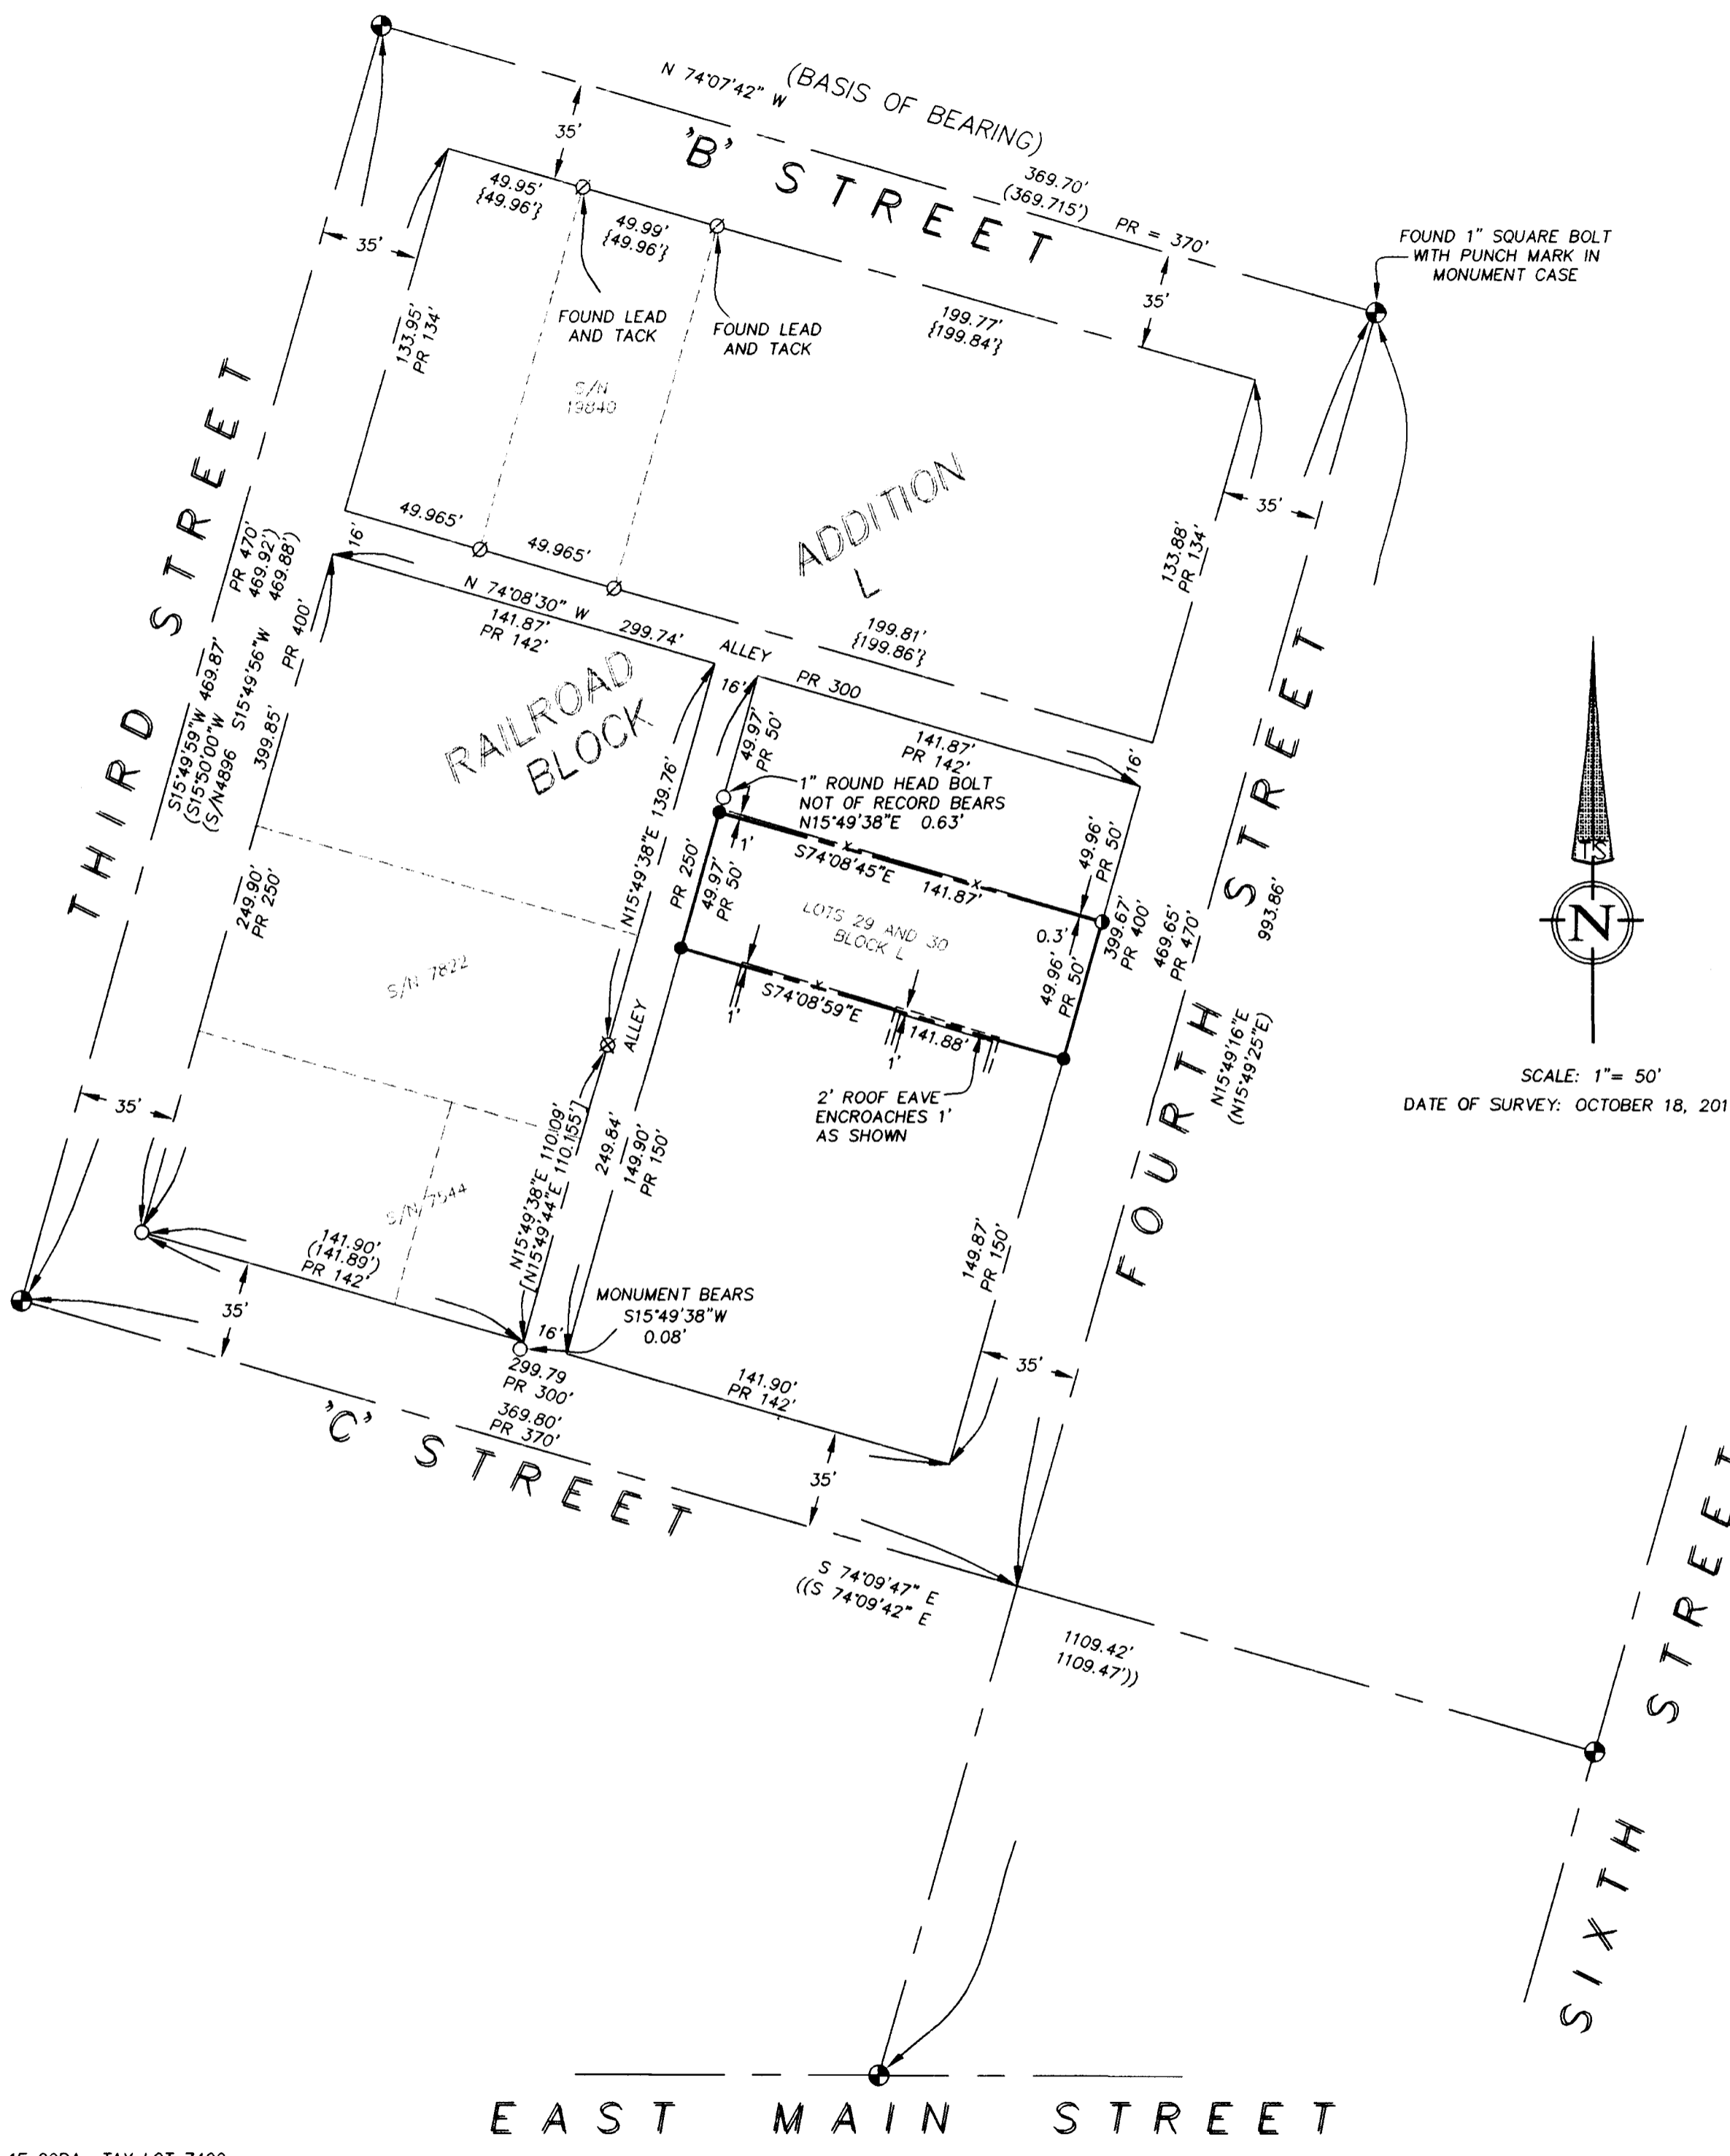 N 74°07'42" W
(BASIS OF BEARING)
'B' STREET
369.70'
(369.715')
PR = 370'
35'
49.95'
{49.96'}
49.99'
{49.96'}
35'
FOUND LEAD
AND TACK
FOUND LEAD
AND TACK
199.77'
{199.84'}
35'
FOUND 1" SQUARE BOLT
WITH PUNCH MARK IN
MONUMENT CASE
133.95'
PR 134'
S/N
19840
ADDITION
L
35'
133.88'
PR 134'
THIRD STREET
49.965'
49.965'
16'
N 74°08'30" W
141.87'
PR 142'
299.74'
ALLEY
199.81'
{199.86'}
PR 300
PR 470'
469.92')
469.88')
S15°49'59"W 469.87'
(S15°50'00"W
(S/N4896 S15°49'56"W
399.85'
PR 400'
RAILROAD
BLOCK
16'
49.97'
PR 50'
141.87'
PR 142'
16'
1" ROUND HEAD BOLT
NOT OF RECORD BEARS
N15°49'38"E 0.63'
N15°49'38"E 139.76'
PR 250'
49.97'
PR 50'
1'
S74°08'45"E
x
x
141.87'
49.96'
PR 50'
LOTS 29 AND 30
BLOCK L
0.3'
399.67'
PR 400'
469.65'
PR 470'
993.86'
FOURTH STREET
N15°49'16"E
(N15°49'25"E)
249.90'
PR 250'
S/N 7822
ALLEY
1'
S74°08'59"E
x
141.88'
1'
49.96'
PR 50'
2' ROOF EAVE
ENCROACHES 1'
AS SHOWN
N
SCALE: 1"= 50'
DATE OF SURVEY: OCTOBER 18, 201
35'
N15°49'38"E 110.09'
[N15°49'44"E 110.155']
249.84'
149.90'
PR 150'
S/N 7544
149.87'
PR 150'
141.90'
(141.89')
PR 142'
35'
MONUMENT BEARS
S15°49'38"W
0.08'
16'
299.79
PR 300'
369.80'
PR 370'
141.90'
PR 142'
35'
35'
'C' STREET
S 74°09'47" E
((S 74°09'42" E
1109.42'
1109.47'))
SIXTH STREET
EAST MAIN STREET